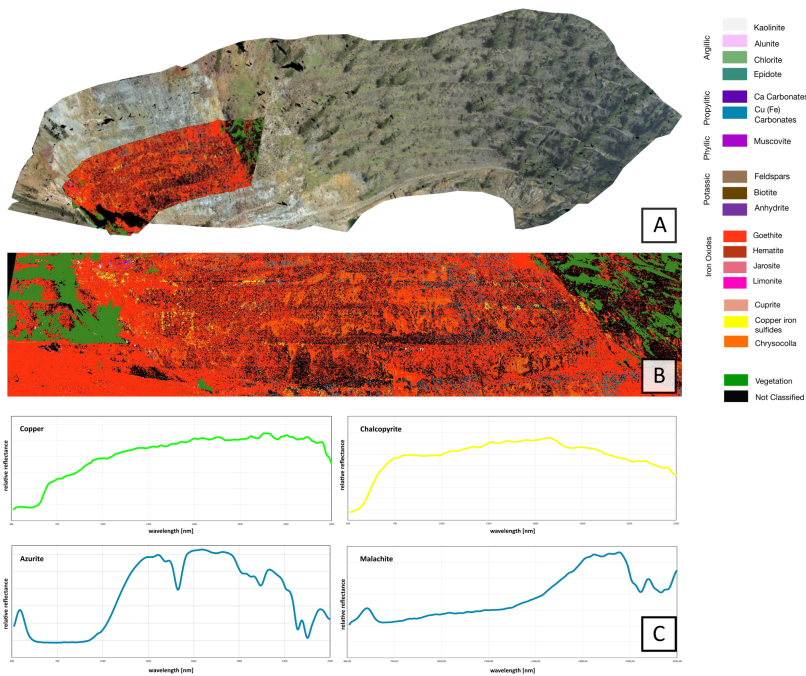 Kaolinite
Alunite
Argillic
Chlorite
Epidote
Ca Carbonates
Propylitic
Cu (Fe)
Carbonates
Phyllic
Muscovite
Feldspars
Potassic
Biotite
Anhydrite
A
Goethite
Iron Oxides
Hematite
Jarosite
Limonite
Cuprite
Copper iron
sulfides
Chrysocolla
B
Vegetation
Not Classified
Copper
relative reflectance
wavelength [nm]
Chalcopyrite
relative reflectance
wavelength [nm]
Azurite
relative reflectance
wavelength [nm]
Malachite
relative reflectance
wavelength [nm]
C